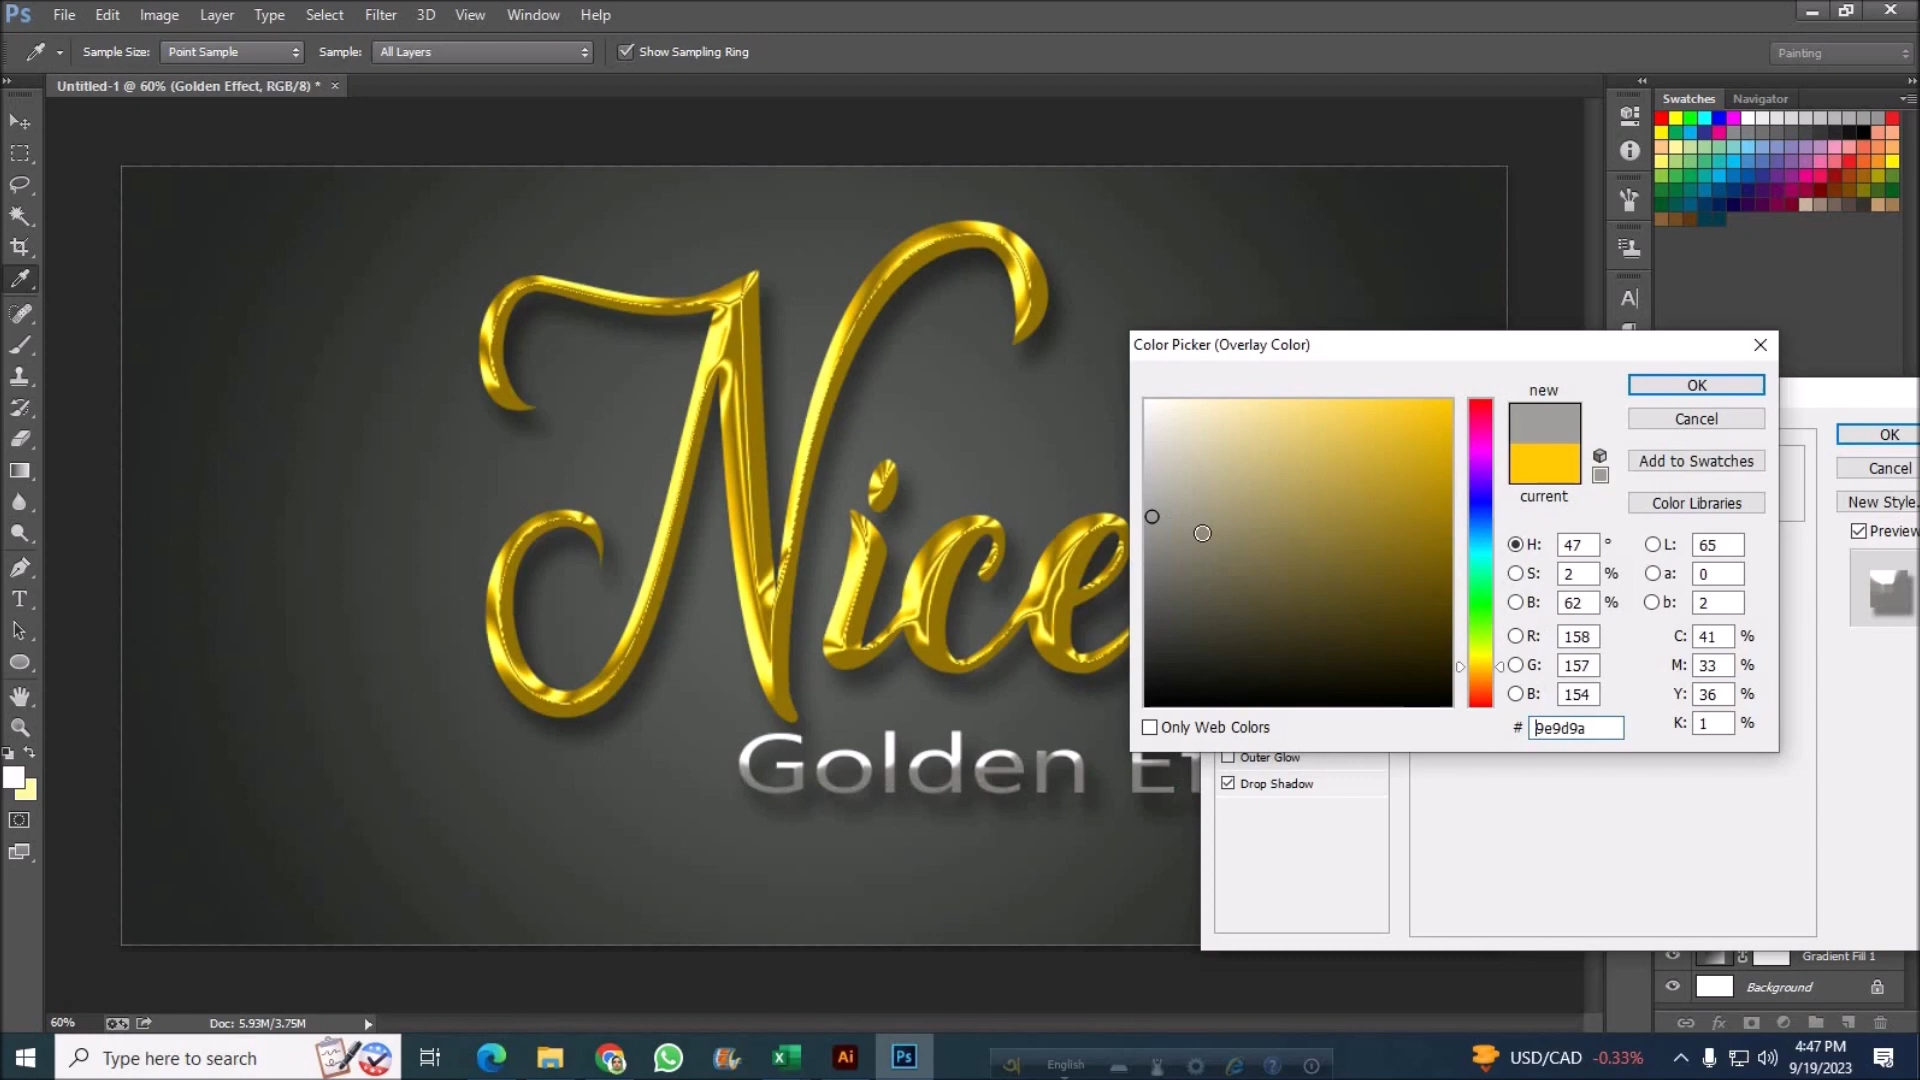 Ps File Edit Image Layer Type Select Filter 3D View Window Help
Sample Size: Point Sample Sample: All Layers Show Sampling Ring
Painting
Untitled-1 @ 60% (Golden Effect, RGB/8) *
Swatches Navigator
Nice
Golden
Color Picker (Overlay Color)
new
current
OK
Cancel
Add to Swatches
Color Libraries
H: 47 °
S: 2 %
B: 62 %
R: 158
G: 157
B: 154
# 9e9d9a
L: 65
a: 0
b: 2
C: 41 %
M: 33 %
Y: 36 %
K: 1 %
Only Web Colors
OK
Cancel
New Style.
Preview
Outer Glow
Drop Shadow
Gradient Fill 1
Background
60% Doc: 5.93M/3.75M
Type here to search
Ai
Ps
English
USD/CAD -0.33%
4:47 PM
9/19/2023